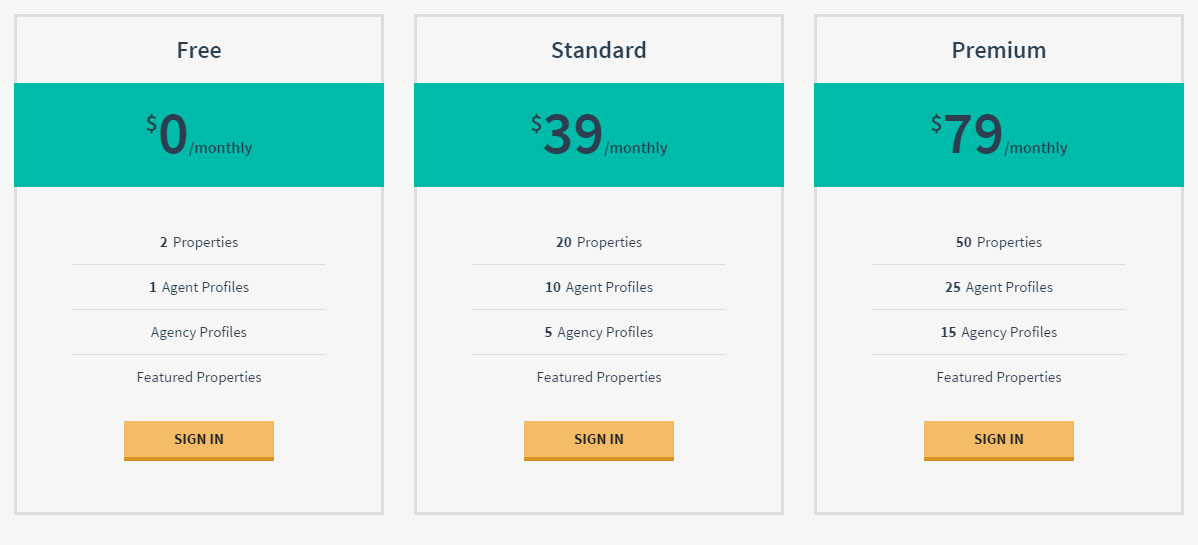 Free
$0/monthly
2 Properties
1 Agent Profiles
Agency Profiles
Featured Properties
SIGN IN
Standard
$39/monthly
20 Properties
10 Agent Profiles
5 Agency Profiles
Featured Properties
SIGN IN
Premium
$79/monthly
50 Properties
25 Agent Profiles
15 Agency Profiles
Featured Properties
SIGN IN